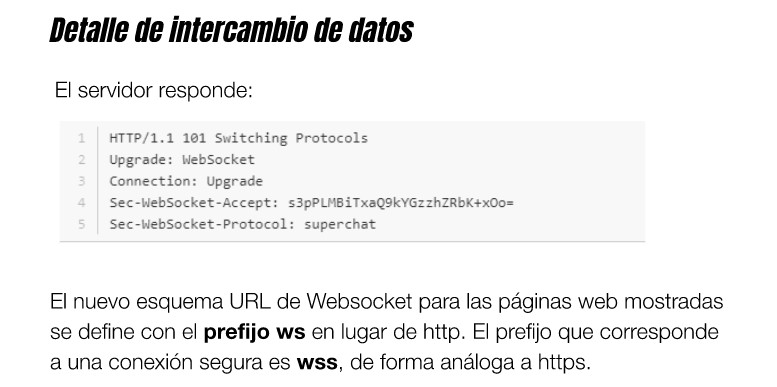 Detalle de intercambio de datos
El servidor responde:
1 HTTP/1.1 101 Switching Protocols
2 Upgrade: WebSocket
3 Connection: Upgrade
4 Sec-WebSocket-Accept: s3pPLMBiTxaQ9kYGzzhZRbK+xOo=
5 Sec-WebSocket-Protocol: superchat
El nuevo esquema URL de Websocket para las páginas web mostradas
se define con el prefijo ws en lugar de http. El prefijo que corresponde
a una conexión segura es wss, de forma análoga a https.